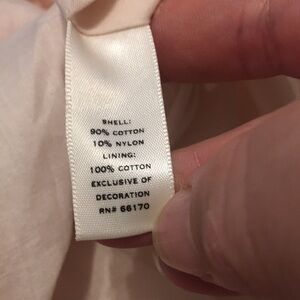 SHELL:
90% COTTON
10% NYLON
LINING:
100% COTTON
EXCLUSIVE OF
DECORATION
RN# 66170